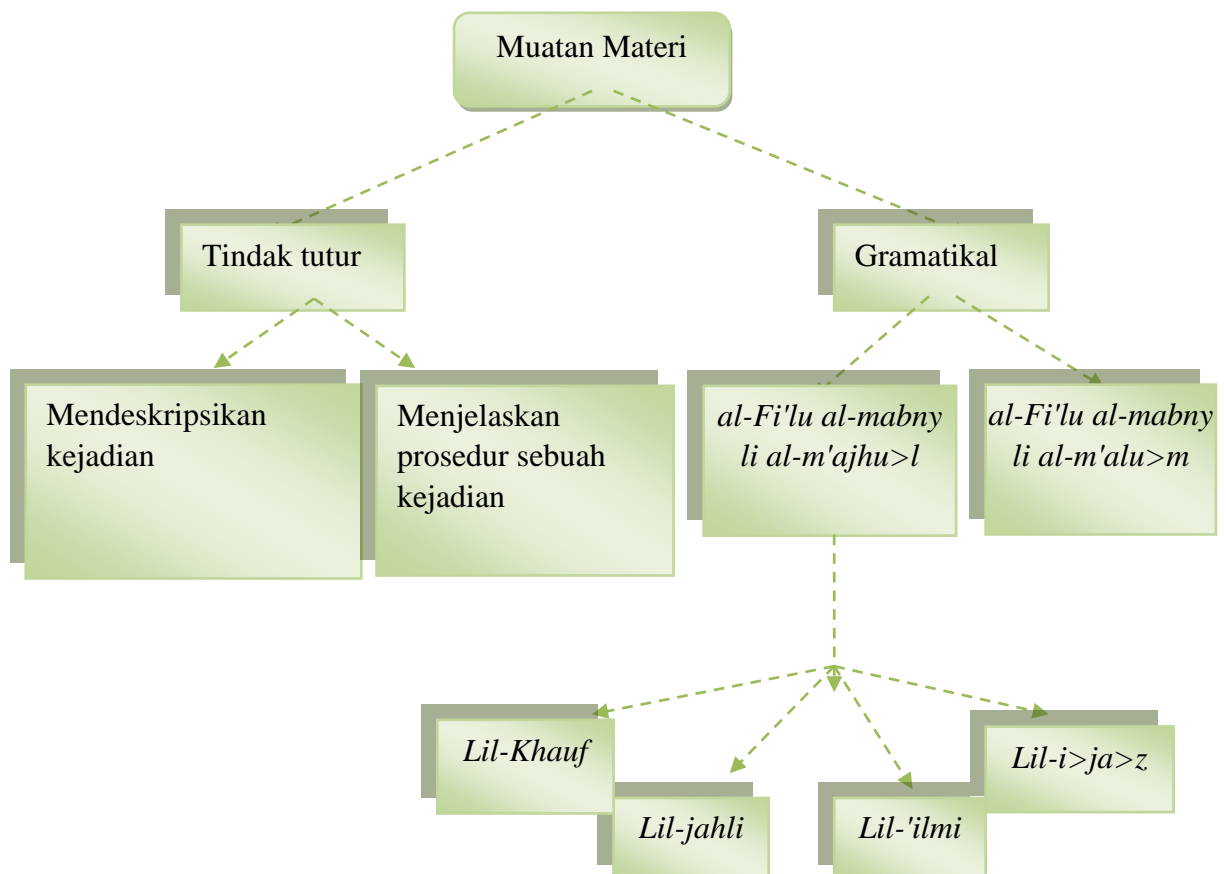 Muatan Materi
Tindak tutur
Gramatikal
Mendeskripsikan
kejadian
Menjelaskan
prosedur sebuah
kejadian
al-Fi'lu al-mabny
li al-m'ajhu>l
al-Fi'lu al-mabny
li al-m'alu>m
Lil-Khauf
Lil-jahli
Lil-'ilmi
Lil-i>ja>z